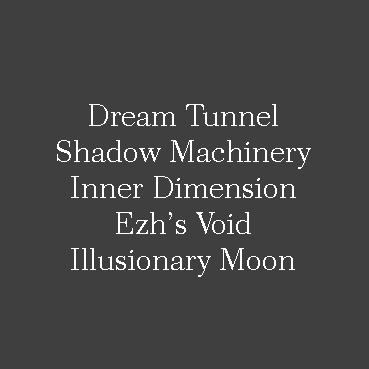 Dream Tunnel
Shadow Machinery
Inner Dimension
Ezh's Void
Illusionary Moon